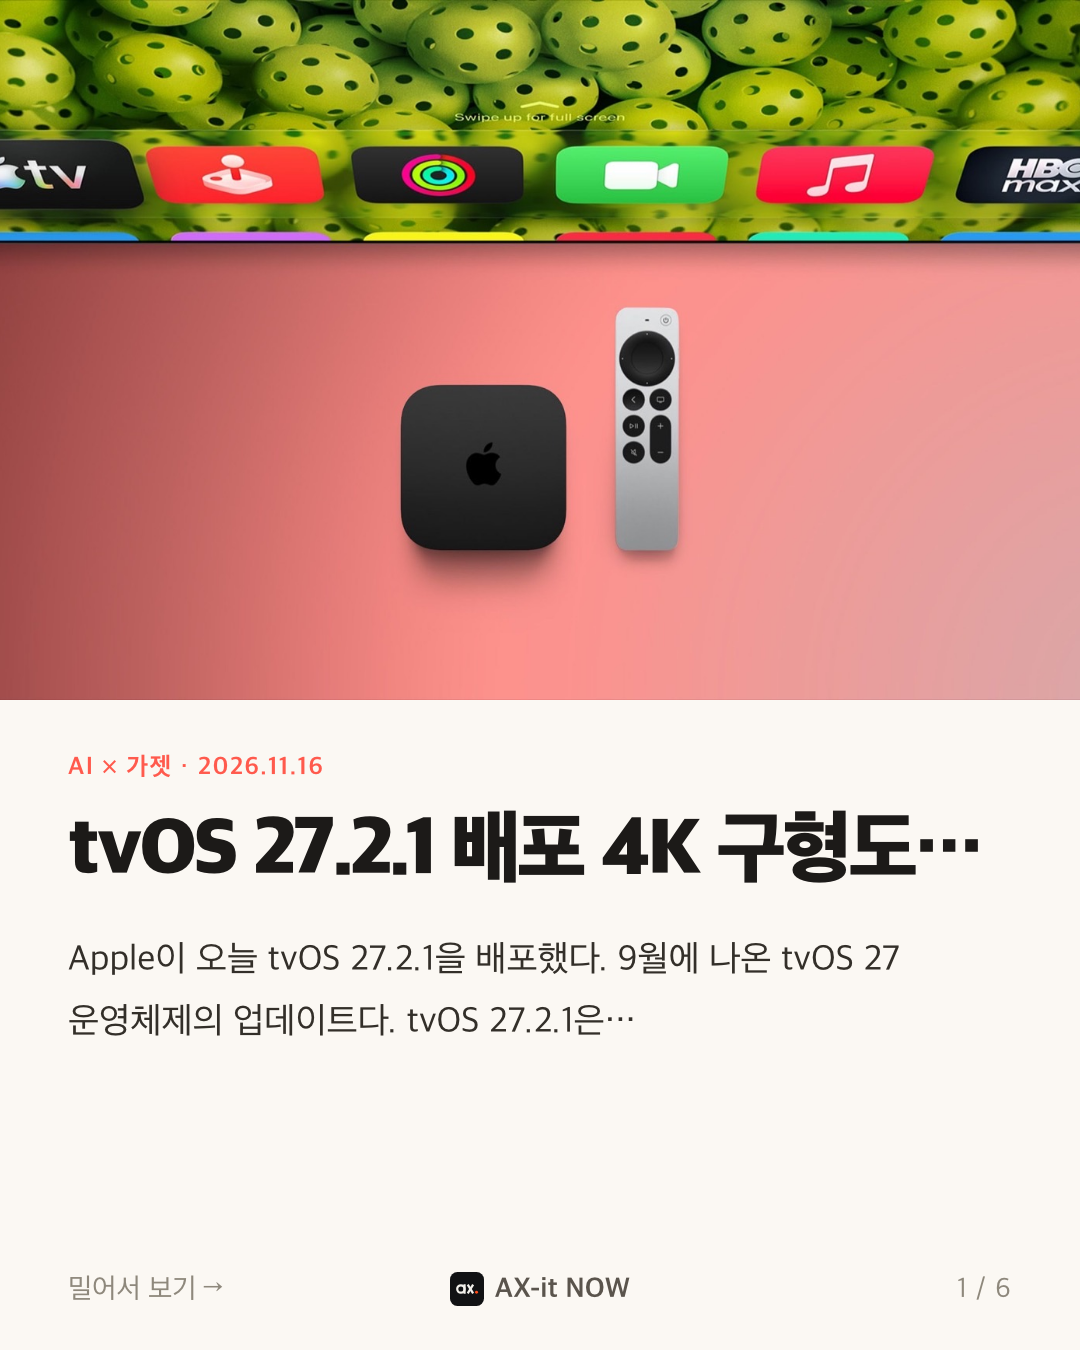 Swipe up for full screen
tv
HBO
max
AI × 가젯 · 2026.11.16
tvOS 27.2.1 배포 4K 구형도…
Apple이 오늘 tvOS 27.2.1을 배포했다. 9월에 나온 tvOS 27
운영체제의 업데이트다. tvOS 27.2.1은…
밀어서 보기 →
ax.
AX-it NOW
1 / 6